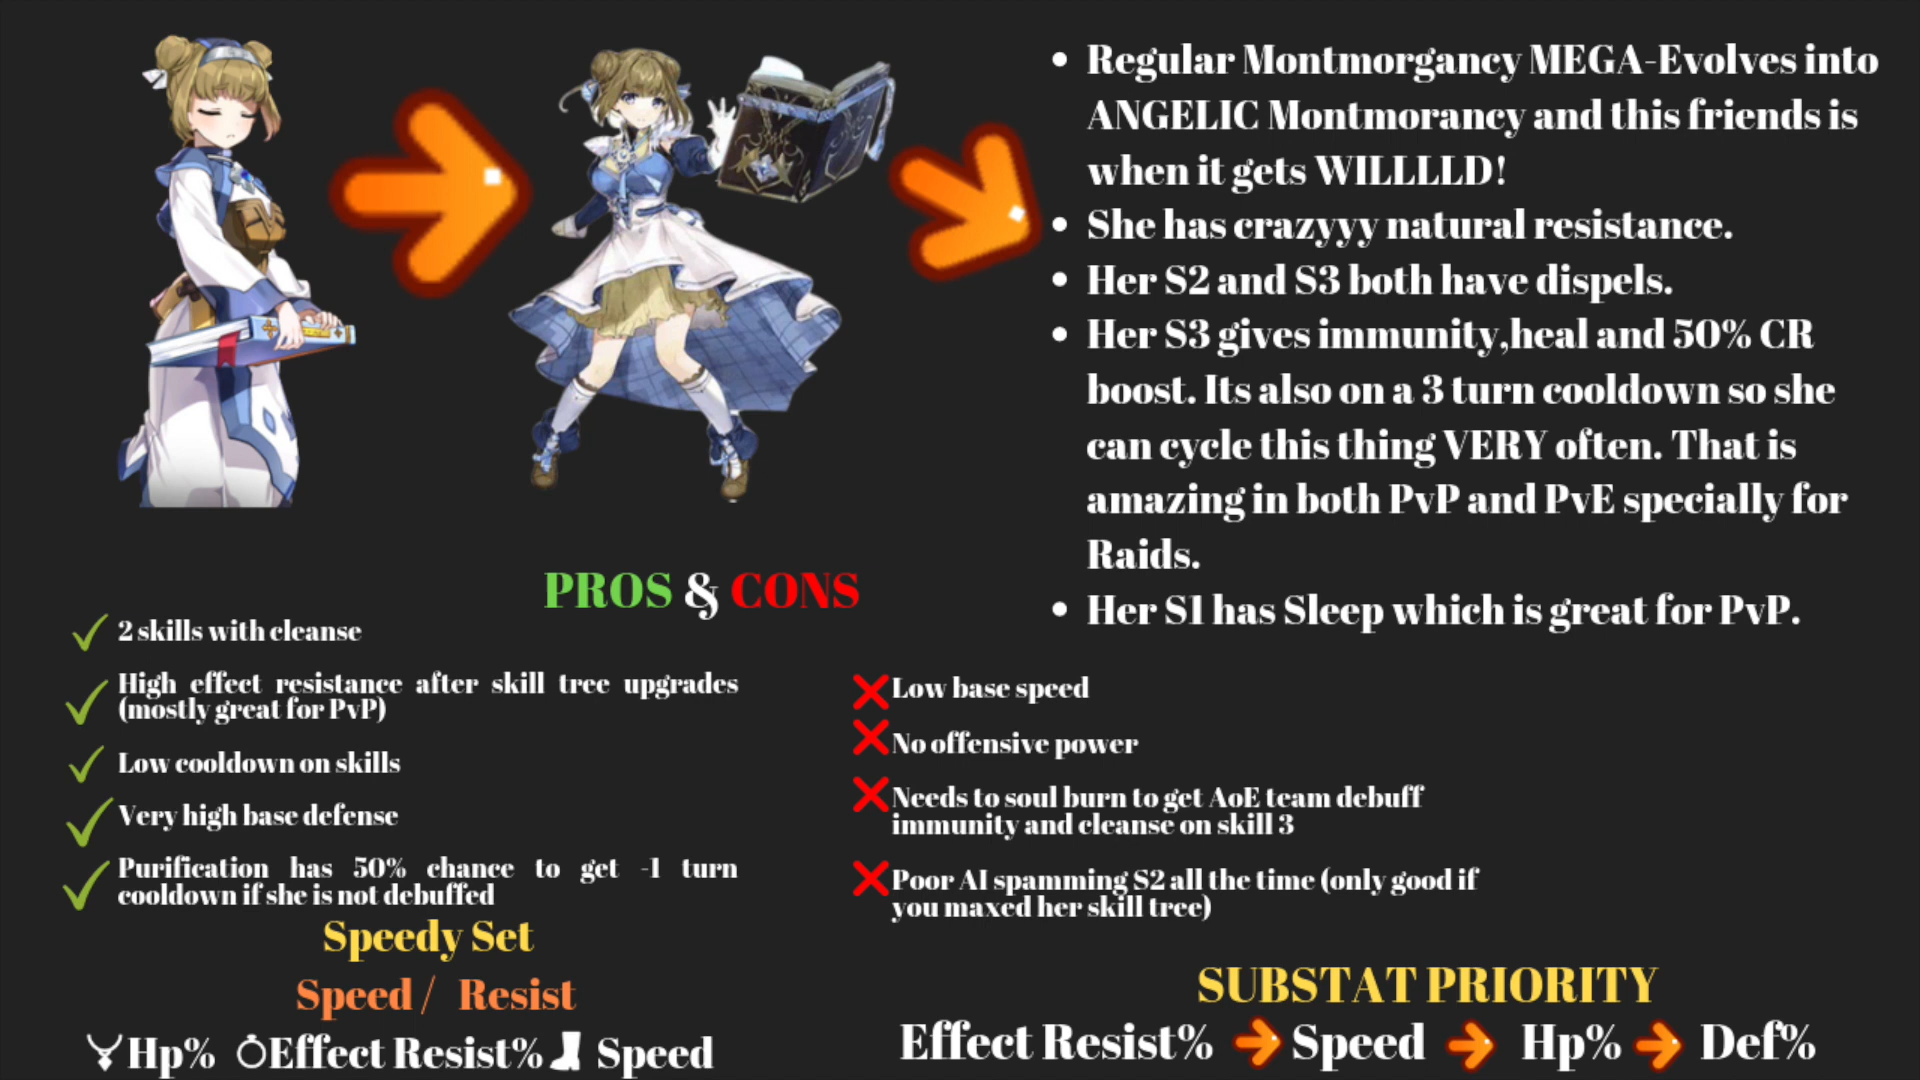 Regular Montmorgancy MEGA-Evolves into
ANGELIC Montmorancy and this friends is
when it gets WILLLLD!
She has crazyyy natural resistance.
Her S2 and S3 both have dispels.
Her S3 gives immunity,heal and 50% CR
boost. Its also on a 3 turn cooldown so she
can cycle this thing VERY often. That is
amazing in both PvP and PvE specially for
Raids.
Her S1 has Sleep which is great for PvP.
PROS & CONS
2 skills with cleanse
High effect resistance after skill tree upgrades
(mostly great for PvP)
Low cooldown on skills
Very high base defense
Purification has 50% chance to get -1 turn
cooldown if she is not debuffed
Low base speed
No offensive power
Needs to soul burn to get AoE team debuff
immunity and cleanse on skill 3
Poor AI spamming S2 all the time (only good if
you maxed her skill tree)
Speedy Set
Speed / Resist
Hp% Effect Resist% Speed
SUBSTAT PRIORITY
Effect Resist% Speed Hp% Def%